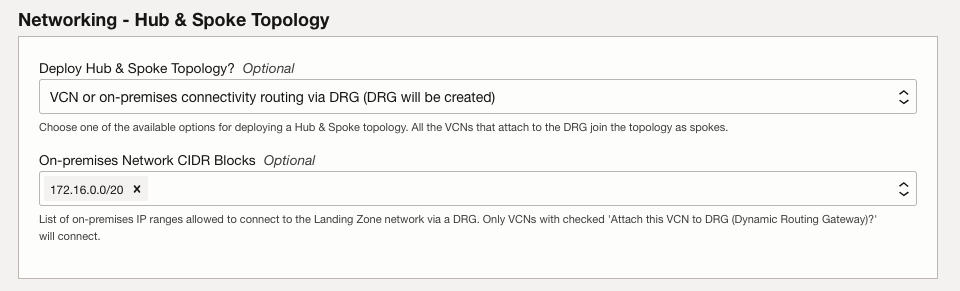 Networking - Hub & Spoke Topology
Deploy Hub & Spoke Topology? Optional
VCN or on-premises connectivity routing via DRG (DRG will be created)
Choose one of the available options for deploying a Hub & Spoke topology. All the VCNs that attach to the DRG join the topology as spokes.
On-premises Network CIDR Blocks Optional
172.16.0.0/20 ×
List of on-premises IP ranges allowed to connect to the Landing Zone network via a DRG. Only VCNs with checked 'Attach this VCN to DRG (Dynamic Routing Gateway)?'
will connect.